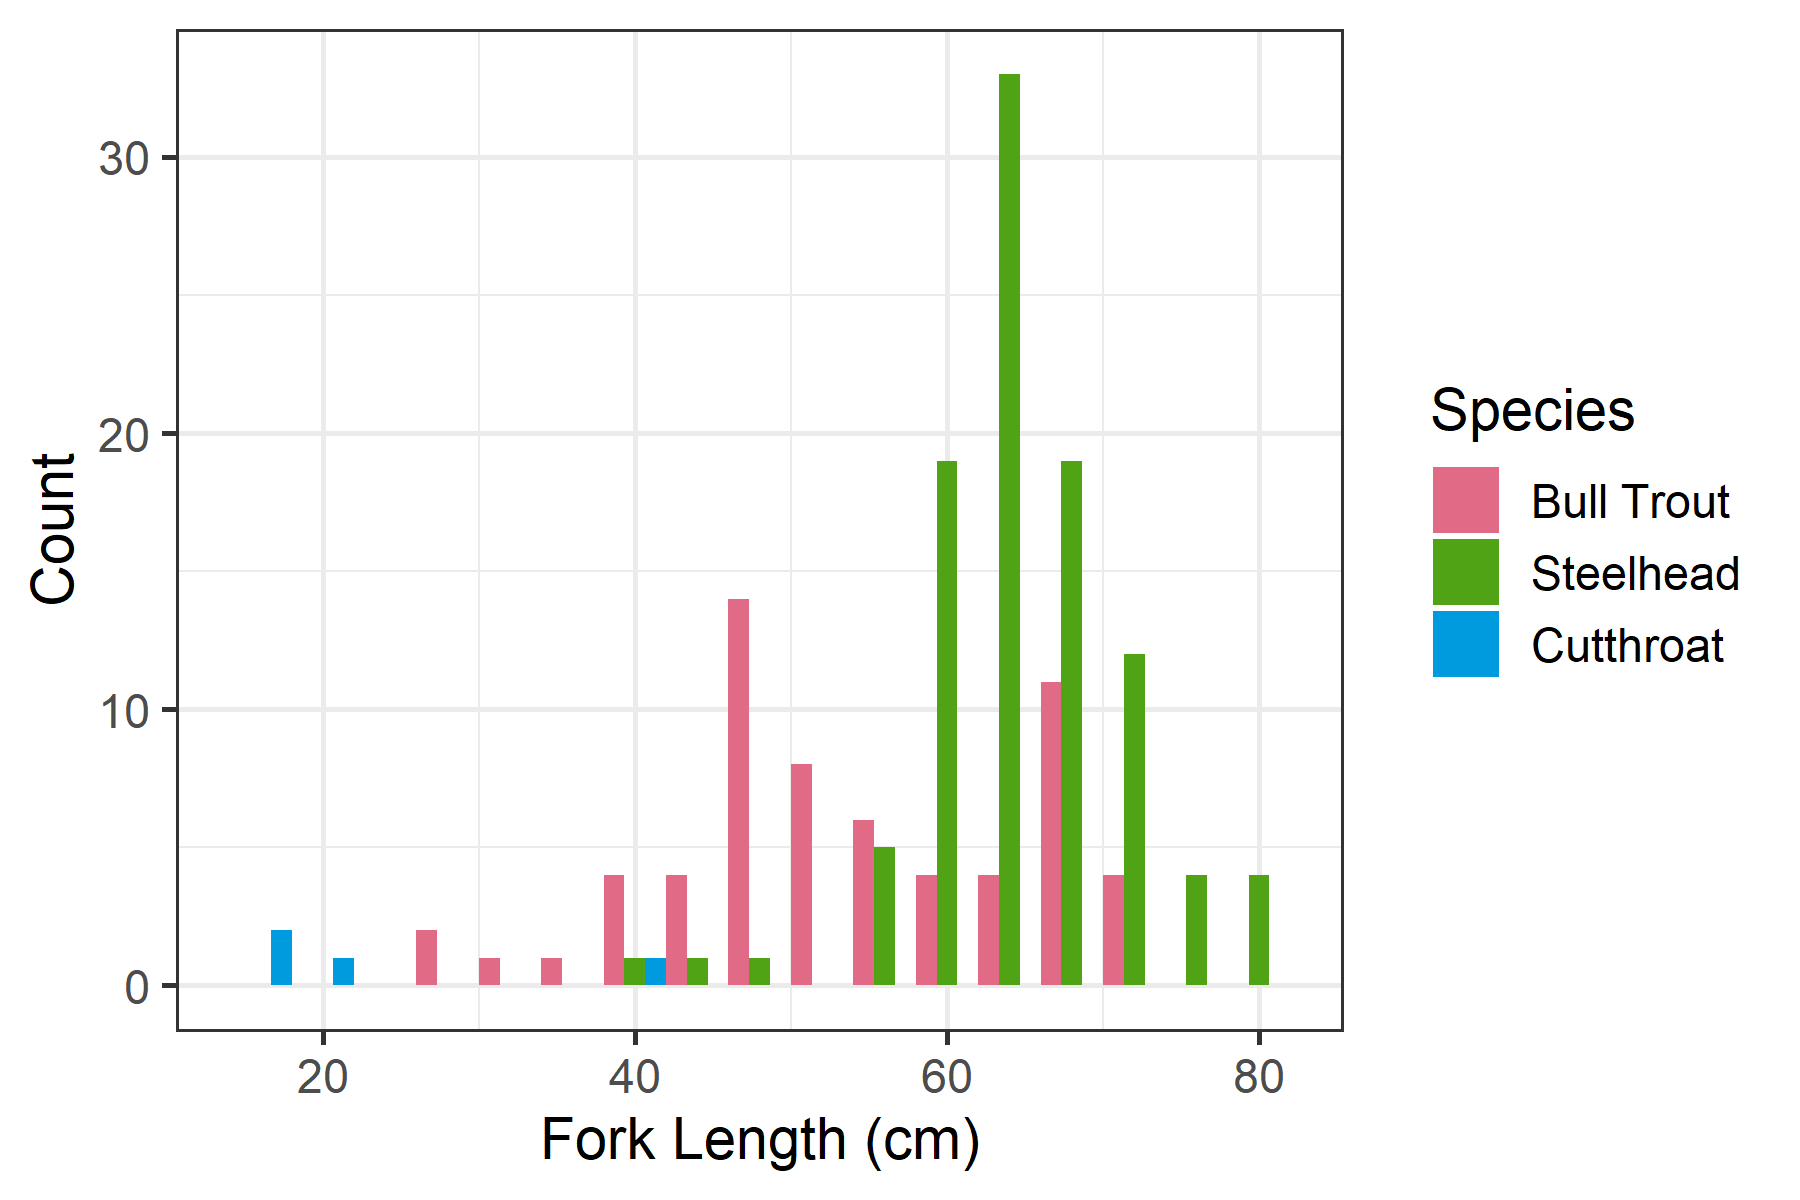 30
20
10
0
Count
20 40 60 80
Fork Length (cm)
Species
Bull Trout
Steelhead
Cutthroat